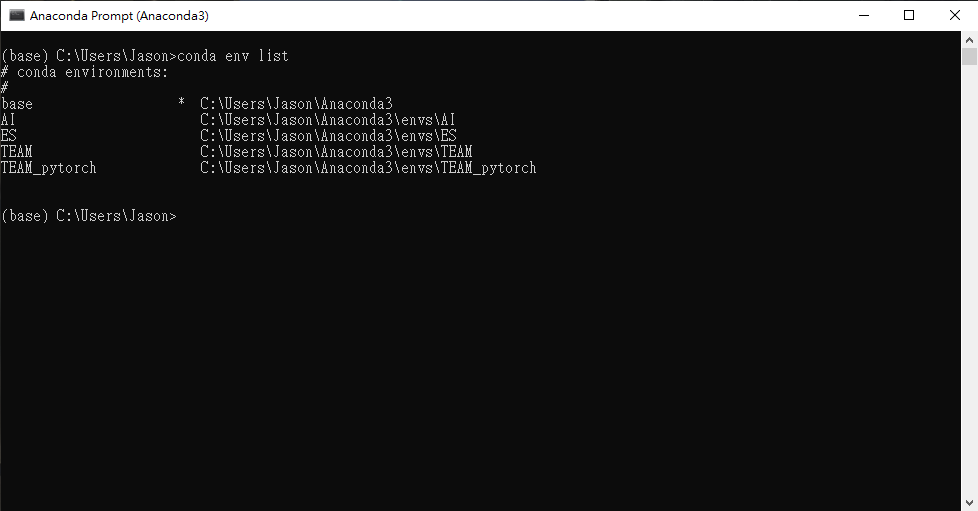 Anaconda Prompt (Anaconda3)
(base) C:\Users\Jason>conda env list
# conda environments:
#
base                  *  C:\Users\Jason\Anaconda3
AI                       C:\Users\Jason\Anaconda3\envs\AI
ES                       C:\Users\Jason\Anaconda3\envs\ES
TEAM                     C:\Users\Jason\Anaconda3\envs\TEAM
TEAM_pytorch             C:\Users\Jason\Anaconda3\envs\TEAM_pytorch
(base) C:\Users\Jason>